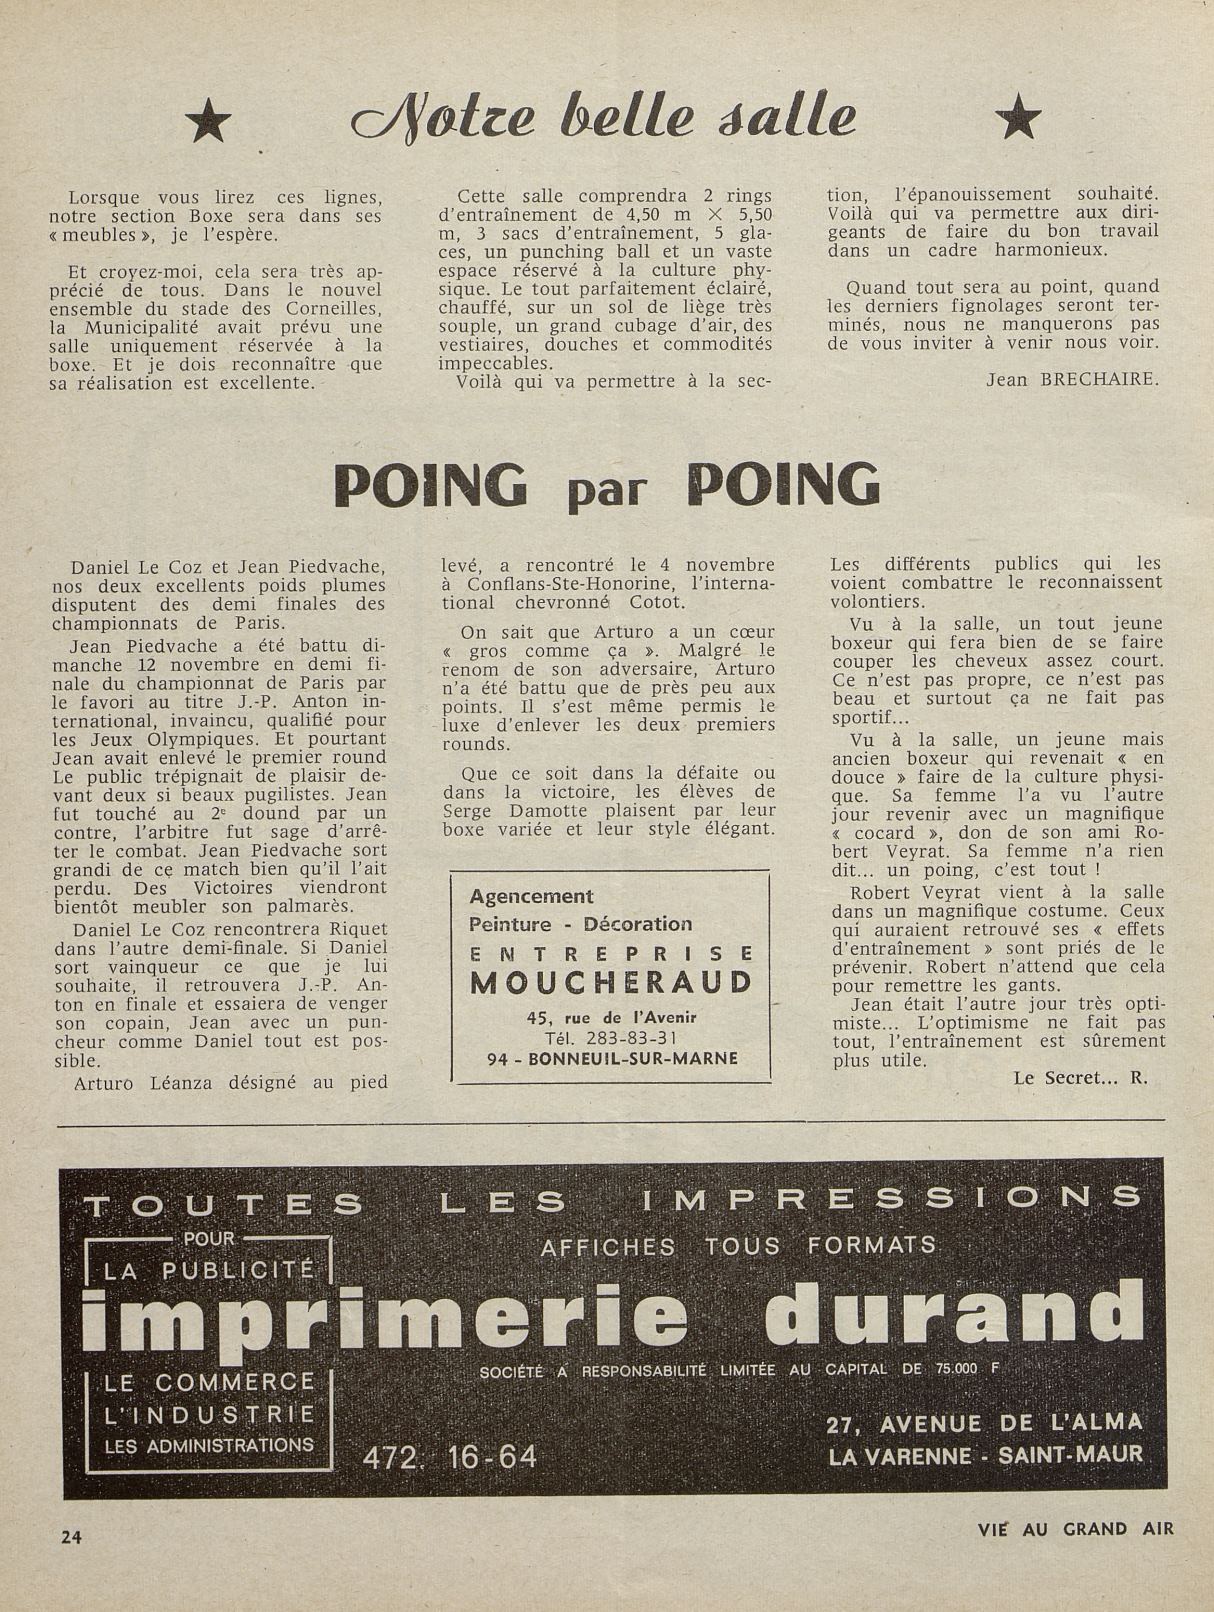 ★ Notre belle salle ★
Lorsque vous lirez ces lignes,
notre section Boxe sera dans ses
« meubles », je l'espère.
Et croyez-moi, cela sera très ap-
précié de tous. Dans le nouvel
ensemble du stade des Corneilles,
la Municipalité avait prévu une
salle uniquement réservée à la
boxe. Et je dois reconnaître que
sa réalisation est excellente.
Cette salle comprendra 2 rings
d'entraînement de 4,50 m × 5,50
m, 3 sacs d'entraînement, 5 gla-
ces, un punching ball et un vaste
espace réservé à la culture phy-
sique. Le tout parfaitement éclairé,
chauffé, sur un sol de liège très
souple, un grand cubage d'air, des
vestiaires, douches et commodités
impeccables.
Voilà qui va permettre à la sec-
tion, l'épanouissement souhaité.
Voilà qui va permettre aux diri-
geants de faire du bon travail
dans un cadre harmonieux.
Quand tout sera au point, quand
les derniers fignolages seront ter-
minés, nous ne manquerons pas
de vous inviter à venir nous voir.
Jean BRECHAIRE.
POING par POING
Daniel Le Coz et Jean Piedvache,
nos deux excellents poids plumes
disputent des demi finales des
championnats de Paris.
Jean Piedvache a été battu di-
manche 12 novembre en demi fi-
nale du championnat de Paris par
le favori au titre J.-P. Anton in-
ternational, invaincu, qualifié pour
les Jeux Olympiques. Et pourtant
Jean avait enlevé le premier round
Le public trépignait de plaisir de-
vant deux si beaux pugilistes. Jean
fut touché au 2e dound par un
contre, l'arbitre fut sage d'arrê-
ter le combat. Jean Piedvache sort
grandi de ce match bien qu'il l'ait
perdu. Des Victoires viendront
bientôt meubler son palmarès.
Daniel Le Coz rencontrera Riquet
dans l'autre demi-finale. Si Daniel
sort vainqueur ce que je lui
souhaite, il retrouvera J.-P. An-
ton en finale et essaiera de venger
son copain, Jean avec un pun-
cheur comme Daniel tout est pos-
sible.
Arturo Léanza désigné au pied
levé, a rencontré le 4 novembre
à Conflans-Ste-Honorine, l'interna-
tional chevronné Cotot.
On sait que Arturo a un cœur
« gros comme ça ». Malgré le
renom de son adversaire, Arturo
n'a été battu que de près peu aux
points. Il s'est même permis le
luxe d'enlever les deux premiers
rounds.
Que ce soit dans la défaite ou
dans la victoire, les élèves de
Serge Damotte plaisent par leur
boxe variée et leur style élégant.
Agencement
Peinture - Décoration
ENTREPRISE
MOUCHERAUD
45, rue de l'Avenir
Tél. 283-83-31
94 - BONNEUIL-SUR-MARNE
Les différents publics qui les
voient combattre le reconnaissent
volontiers.
Vu à la salle, un tout jeune
boxeur qui fera bien de se faire
couper les cheveux assez court.
Ce n'est pas propre, ce n'est pas
beau et surtout ça ne fait pas
sportif...
Vu à la salle, un jeune mais
ancien boxeur qui revenait « en
douce » faire de la culture physi-
que. Sa femme l'a vu l'autre
jour revenir avec un magnifique
« cocard », don de son ami Ro-
bert Veyrat. Sa femme n'a rien
dit... un poing, c'est tout !
Robert Veyrat vient à la salle
dans un magnifique costume. Ceux
qui auraient retrouvé ses « effets
d'entraînement » sont priés de le
prévenir. Robert n'attend que cela
pour remettre les gants.
Jean était l'autre jour très opti-
miste... L'optimisme ne fait pas
tout, l'entraînement est sûrement
plus utile.
Le Secret... R.
TOUTES LES IMPRESSIONS
POUR
LA PUBLICITÉ
AFFICHES TOUS FORMATS
imprimerie durand
SOCIÉTÉ A RESPONSABILITÉ LIMITÉE AU CAPITAL DE 75.000 F
LE COMMERCE
L'INDUSTRIE
LES ADMINISTRATIONS
472. 16-64
27, AVENUE DE L'ALMA
LA VARENNE - SAINT-MAUR
24
VIE AU GRAND AIR